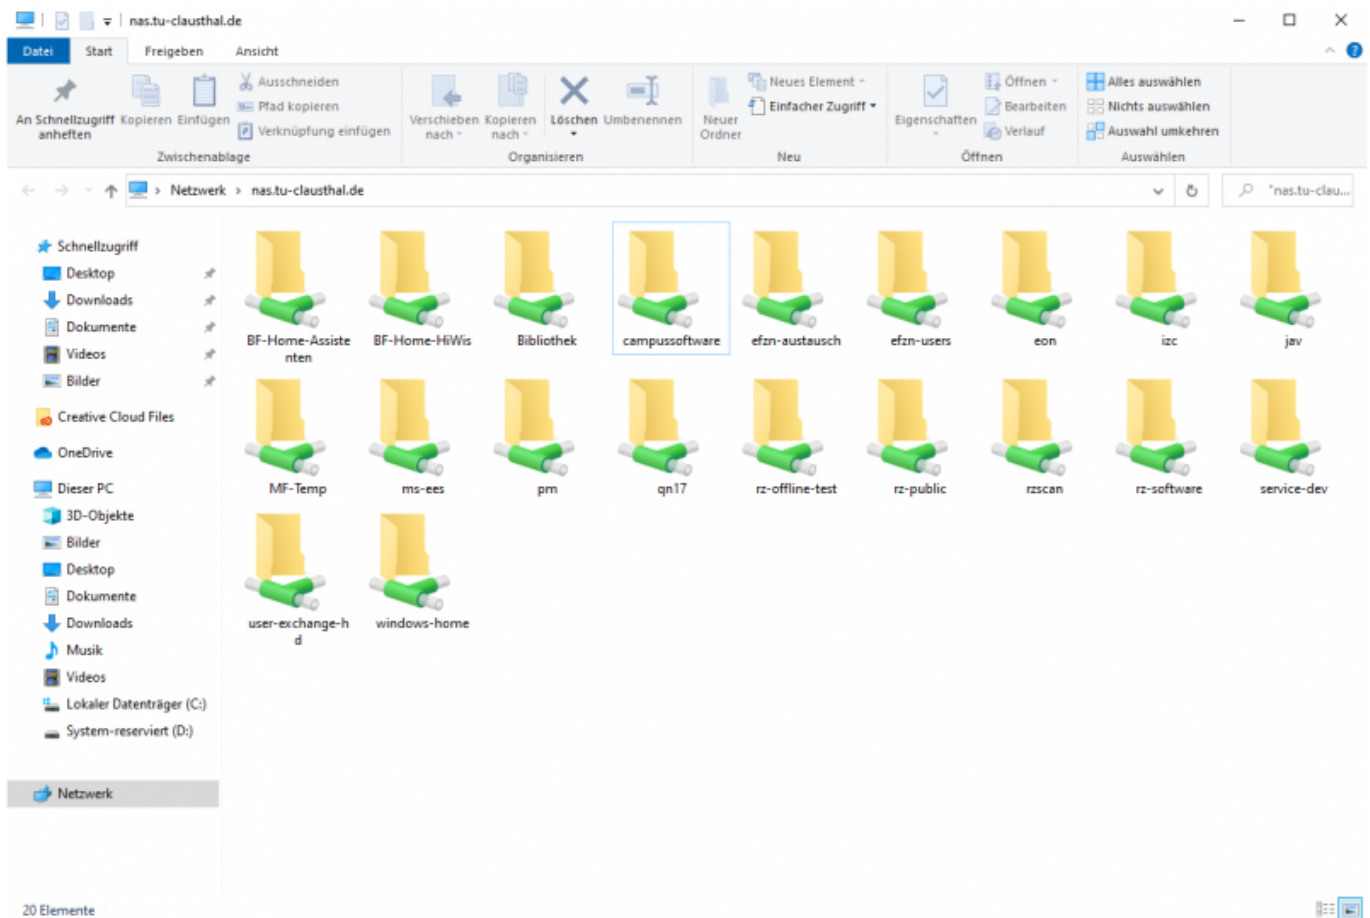 nas.tu-clausthal.de
Datei Start Freigeben Ansicht
An Schnellzugriff anheften
Kopieren
Einfügen
Ausschneiden
Pfad kopieren
Verknüpfung einfügen
Zwischenablage
Verschieben nach
Kopieren nach
Löschen
Umbenennen
Organisieren
Neuer Ordner
Neues Element
Einfacher Zugriff
Neu
Eigenschaften
Öffnen
Bearbeiten
Verlauf
Öffnen
Alles auswählen
Nichts auswählen
Auswahl umkehren
Auswählen
Netzwerk > nas.tu-clausthal.de
"nas.tu-clau...
Schnellzugriff
Desktop
Downloads
Dokumente
Videos
Bilder
Creative Cloud Files
OneDrive
Dieser PC
3D-Objekte
Bilder
Desktop
Dokumente
Downloads
Musik
Videos
Lokaler Datenträger (C:)
System-reserviert (D:)
Netzwerk
BF-Home-Assiste
nten
BF-Home-HiWis
Bibliothek
campussoftware
efzn-austausch
efzn-users
eon
izc
jav
MF-Temp
ms-ees
pm
qn17
rz-offline-test
rz-public
rzscan
rz-software
service-dev
user-exchange-h
d
windows-home
20 Elemente